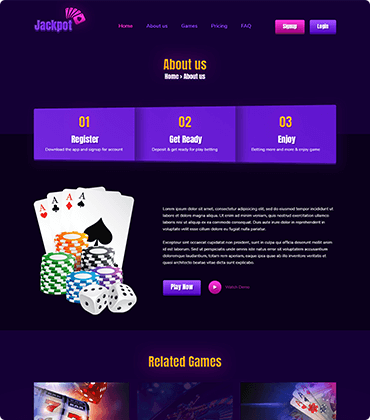 Jackpot
Home About us Games Pricing FAQ Signup Login
About us
Home > About us
01 02 03
Register Get Ready Enjoy
Download the app and signup for account Deposit & get ready for play betting Getting more and more & enjoy game
Lorem ipsum dolor sit amet, consectetur adipiscing elit, sed do eiusmod tempor incididunt ut
labore et dolore magna aliqua. Ut enim ad minim veniam, quis nostrud exercitation ullamco
laboris nisi ut aliquip ex ea commodo consequat. Duis aute irure dolor in reprehenderit in
voluptate velit esse cillum dolore eu fugiat nulla pariatur.
Excepteur sint occaecat cupidatat non proident, sunt in culpa qui officia deserunt mollit anim
id est laborum. Sed ut perspiciatis unde omnis iste natus error sit voluptatem accusantium
doloremque laudantium, totam rem aperiam, eaque ipsa quae ab illo inventore veritatis et
quasi architecto beatae vitae dicta sunt explicabo.
Play Now Watch Demo
Related Games